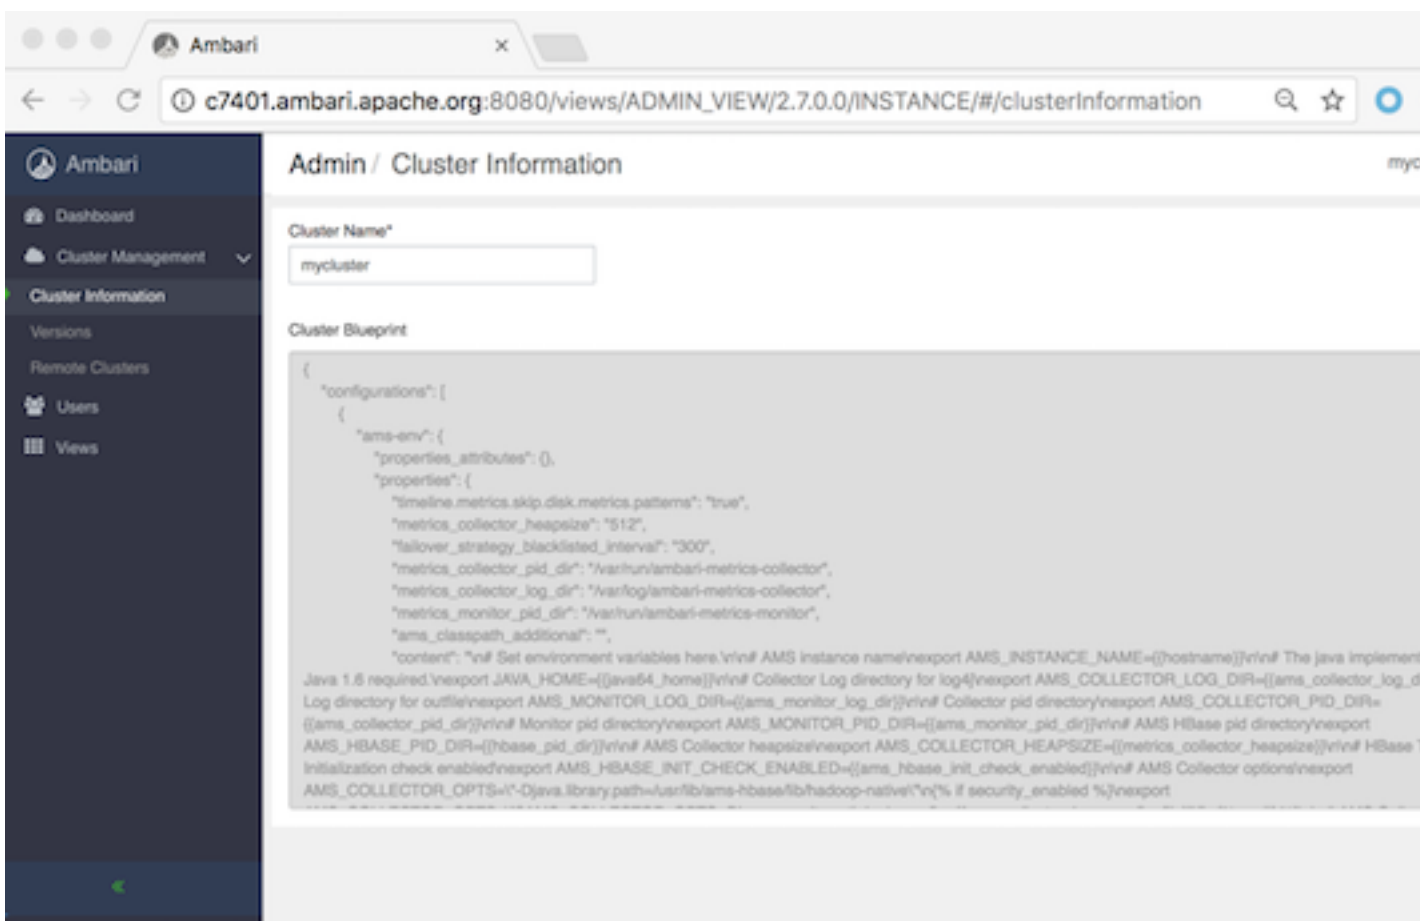 Ambari
c7401.ambari.apache.org:8080/views/ADMIN_VIEW/2.7.0.0/INSTANCE/#/clusterInformation
Ambari
Admin / Cluster Information
myc
Dashboard
Cluster Management
Cluster Information
Versions
Remote Clusters
Users
Views
Cluster Name*
mycluster
Cluster Blueprint
{
"configurations": [
{
"ams-env": {
"properties_attributes": {},
"properties": {
"timeline.metrics.skip.disk.metrics.patterns": "true",
"metrics_collector_heapsize": "512",
"failover_strategy_blacklisted_interval": "300",
"metrics_collector_pid_dir": "/var/run/ambari-metrics-collector",
"metrics_collector_log_dir": "/var/log/ambari-metrics-collector",
"metrics_monitor_pid_dir": "/var/run/ambari-metrics-monitor",
"ams_classpath_additional": "",
"content": "\n# Set environment variables here.\n\n# AMS instance name\nexport AMS_INSTANCE_NAME={{hostname}}\n\n# The java implement
Java 1.6 required.\nexport JAVA_HOME={{java64_home}}\n\n# Collector Log directory for log4j\nexport AMS_COLLECTOR_LOG_DIR={{ams_collector_log_d
Log directory for outfile\nexport AMS_MONITOR_LOG_DIR={{ams_monitor_log_dir}}\n\n# Collector pid directory\nexport AMS_COLLECTOR_PID_DIR=
{{ams_collector_pid_dir}}\n\n# Monitor pid directory\nexport AMS_MONITOR_PID_DIR={{ams_monitor_pid_dir}}\n\n# AMS HBase pid directory\nexport
AMS_HBASE_PID_DIR={{hbase_pid_dir}}\n\n# AMS Collector heapsize\nexport AMS_COLLECTOR_HEAPSIZE={{metrics_collector_heapsize}}\n\n# HBase T
Initialization check enabled\nexport AMS_HBASE_INIT_CHECK_ENABLED={{ams_hbase_init_check_enabled}}\n\n# AMS Collector options\nexport
AMS_COLLECTOR_OPTS=\"-Djava.library.path=/usr/lib/ams-hbase/lib/hadoop-native\"\n{% if security_enabled %}\nexport